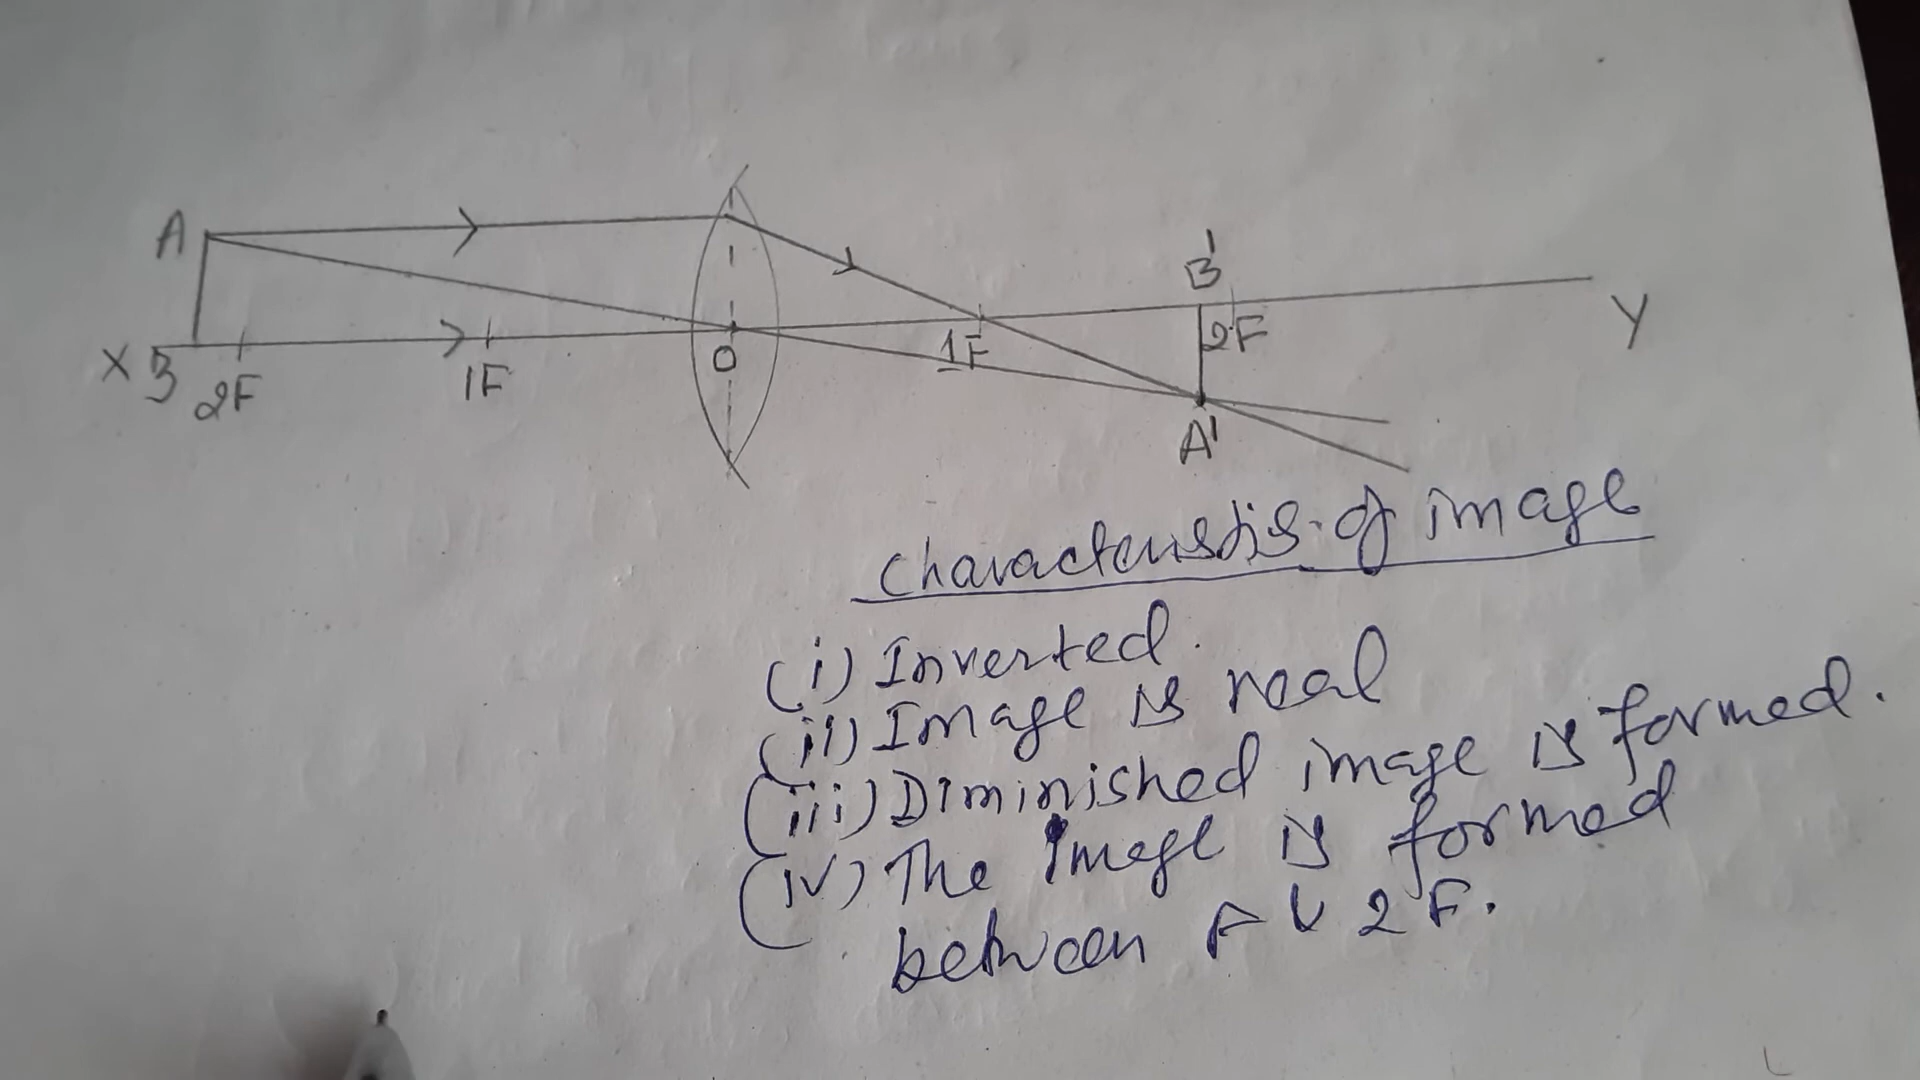 A
B'
X B 2F 1F O 1F 2F Y
A'
Characteristis of image
(i) Inverted.
(ii) Image is real
(iii) Diminished image is formed.
(iv) The Image is formed
between F & 2F.